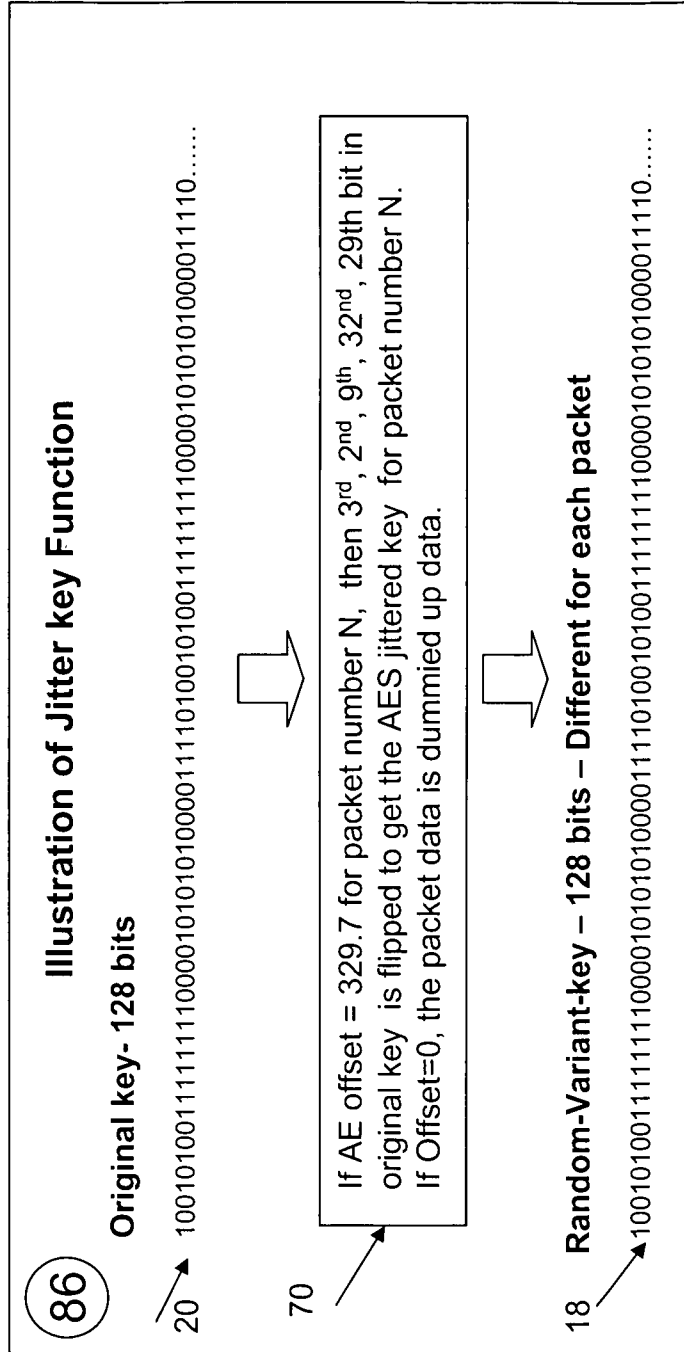 86
Illustration of Jitter key Function
Original key- 128 bits
20
10010100111111111100001010101010000111101001010011111111110000101010101000011110......
70
If AE offset = 329.7 for packet number N, then 3rd, 2nd, 9th, 32nd, 29th bit in
original key is flipped to get the AES jittered key for packet number N.
If Offset=0, the packet data is dummied up data.
18
Random-Variant-key – 128 bits – Different for each packet
10010100111111111100001010101010000111101001010011111111110000101010101000011110......